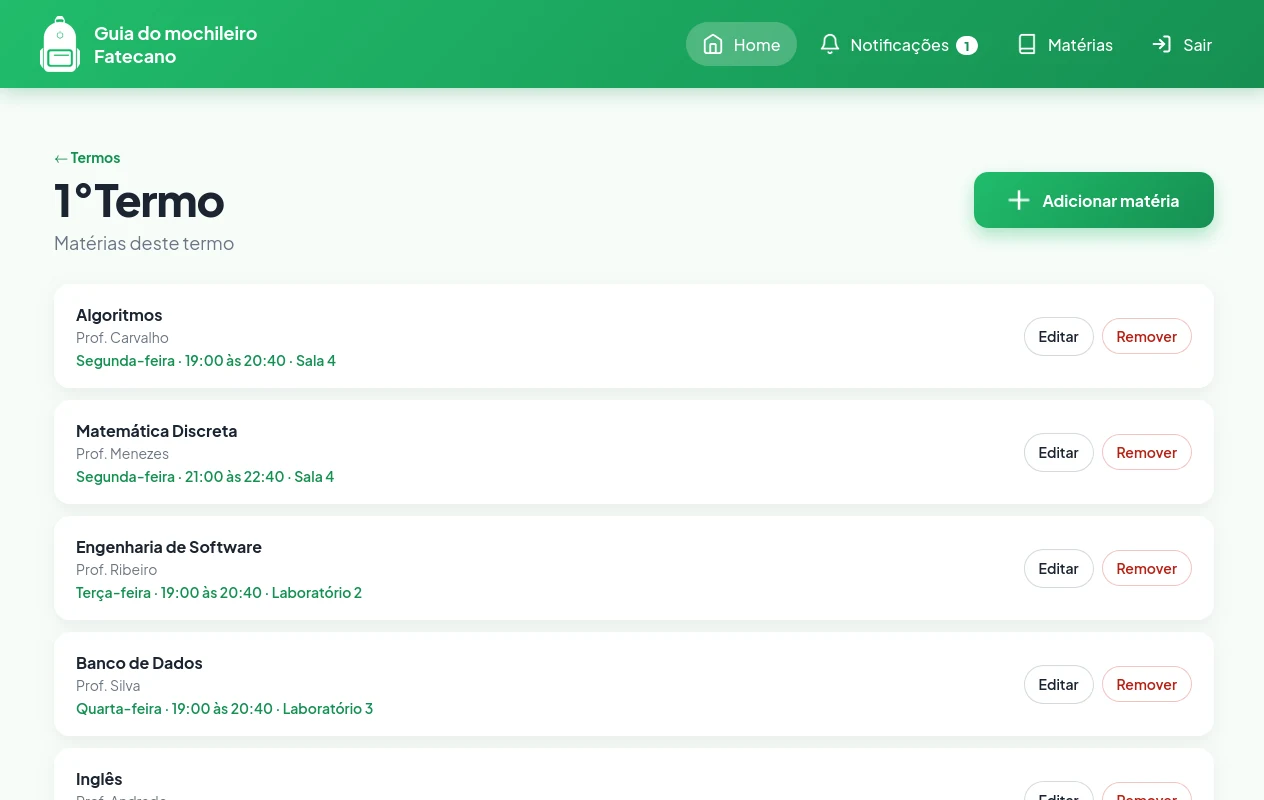 Guia do mochileiro
Fatecano
Home
Notificações 1
Matérias
Sair
← Termos
1°Termo
Matérias deste termo
Adicionar matéria
Algoritmos
Prof. Carvalho
Segunda-feira · 19:00 às 20:40 · Sala 4
Editar
Remover
Matemática Discreta
Prof. Menezes
Segunda-feira · 21:00 às 22:40 · Sala 4
Editar
Remover
Engenharia de Software
Prof. Ribeiro
Terça-feira · 19:00 às 20:40 · Laboratório 2
Editar
Remover
Banco de Dados
Prof. Silva
Quarta-feira · 19:00 às 20:40 · Laboratório 3
Editar
Remover
Inglês
Prof. Andrade
Editar
Remover